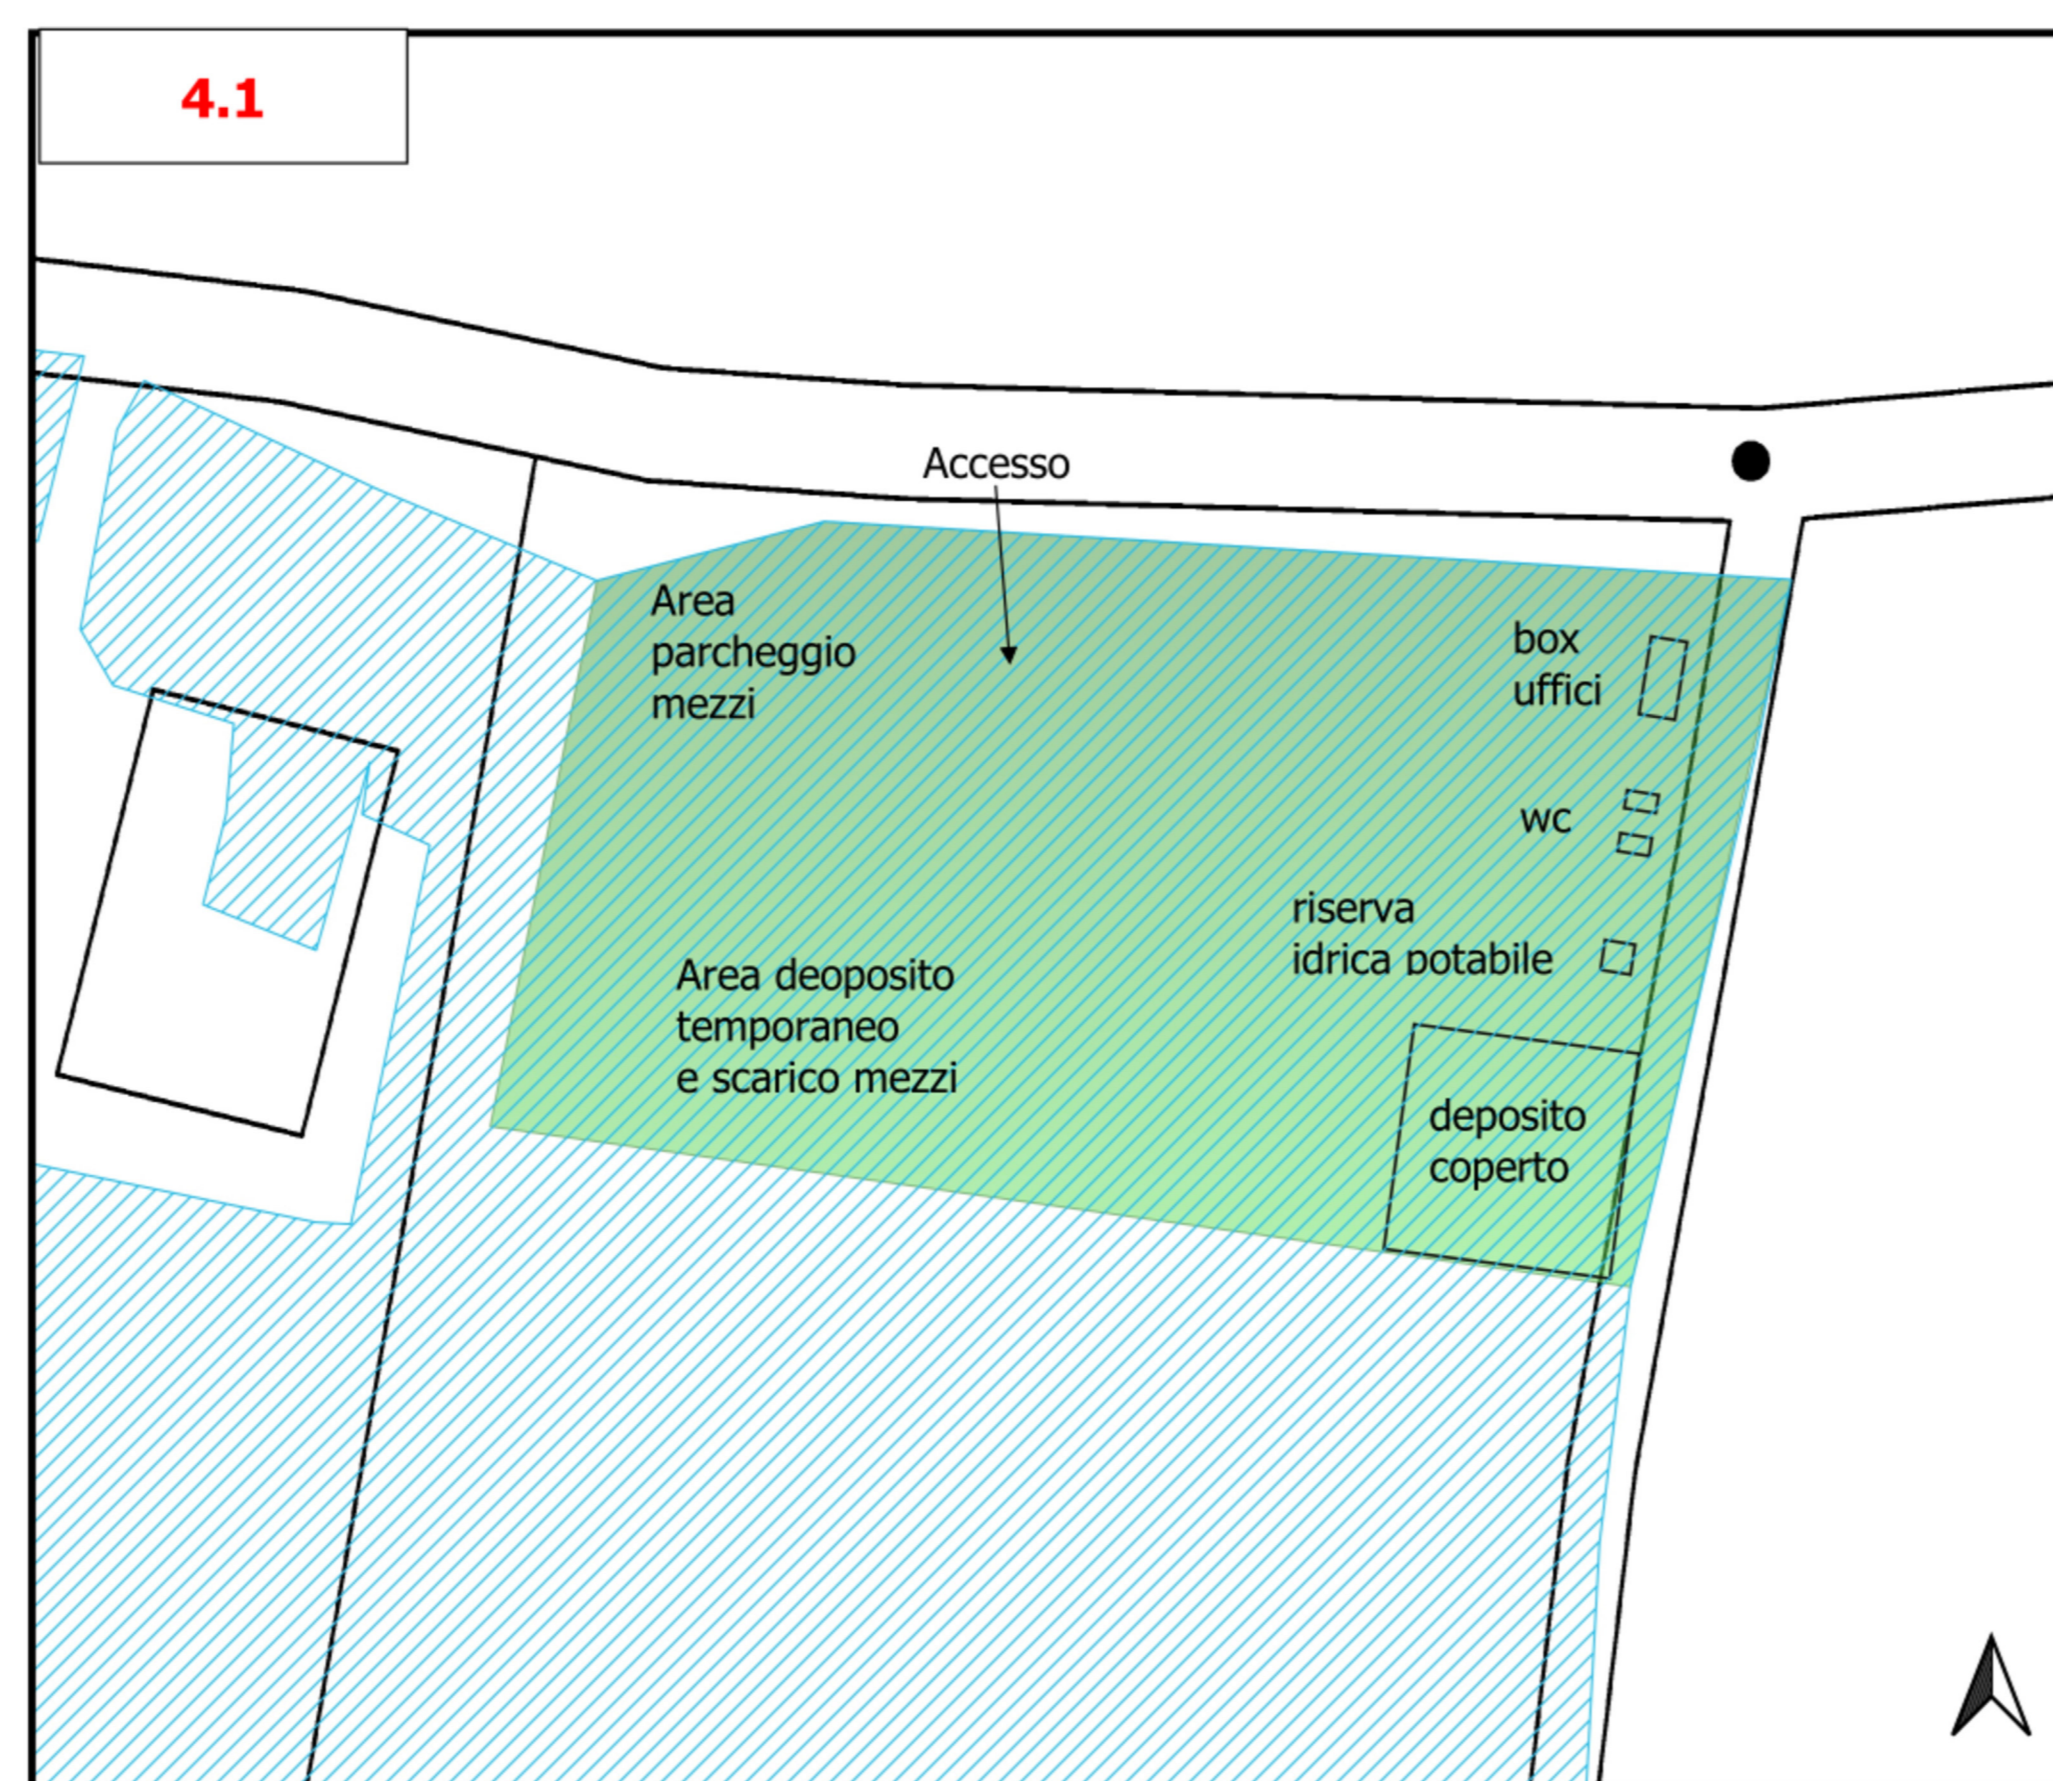 4.1
Accesso
Area
parcheggio
mezzi
box
uffici
wc
riserva
idrica potabile
Area deoposito
temporaneo
e scarico mezzi
deposito
coperto